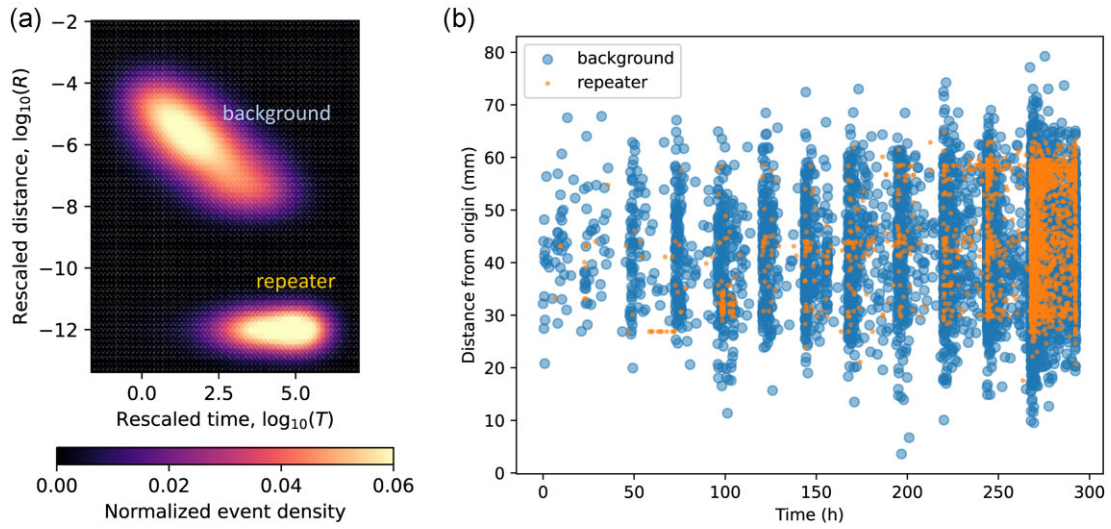 (a)
−2
−4
−6
−8
−10
−12
Rescaled distance, log10(R)
background
repeater
0.0 2.5 5.0
Rescaled time, log10(T)
0.00 0.02 0.04 0.06
Normalized event density
(b)
80
70
60
50
40
30
20
10
0
Distance from origin (mm)
background
repeater
0 50 100 150 200 250 300
Time (h)